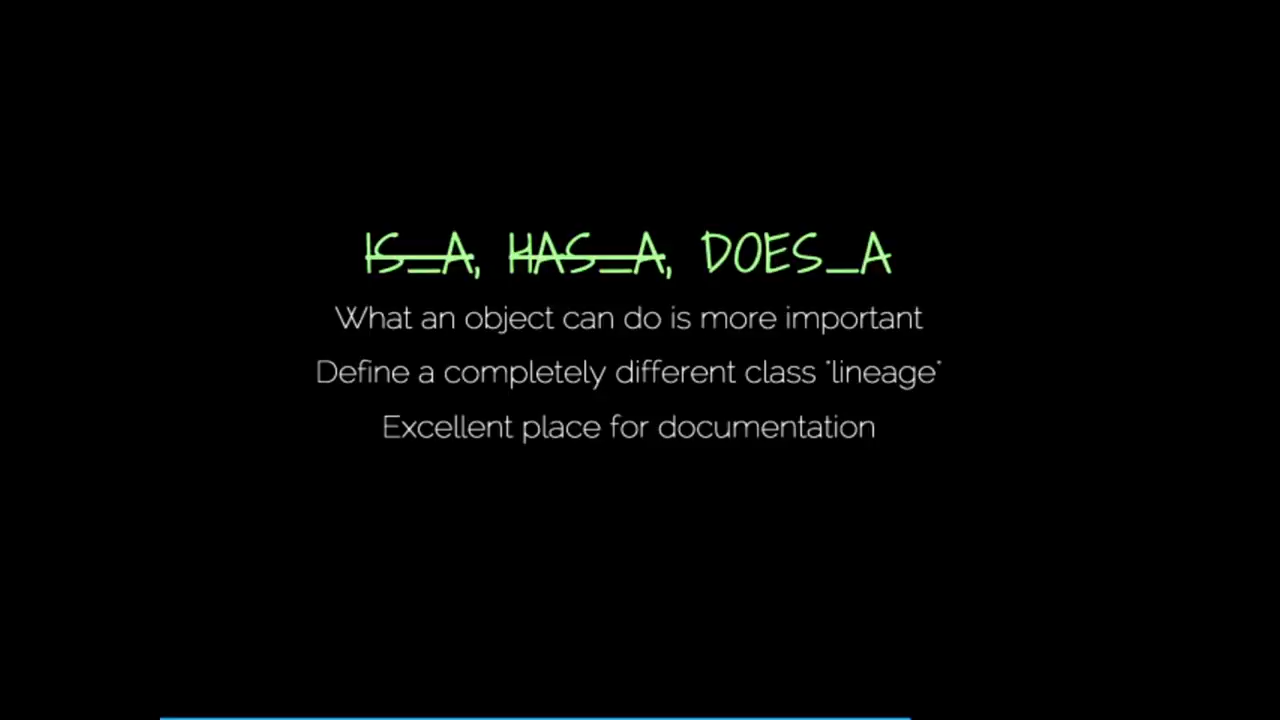 IS_A, HAS_A, DOES_A
What an object can do is more important
Define a completely different class "lineage"
Excellent place for documentation